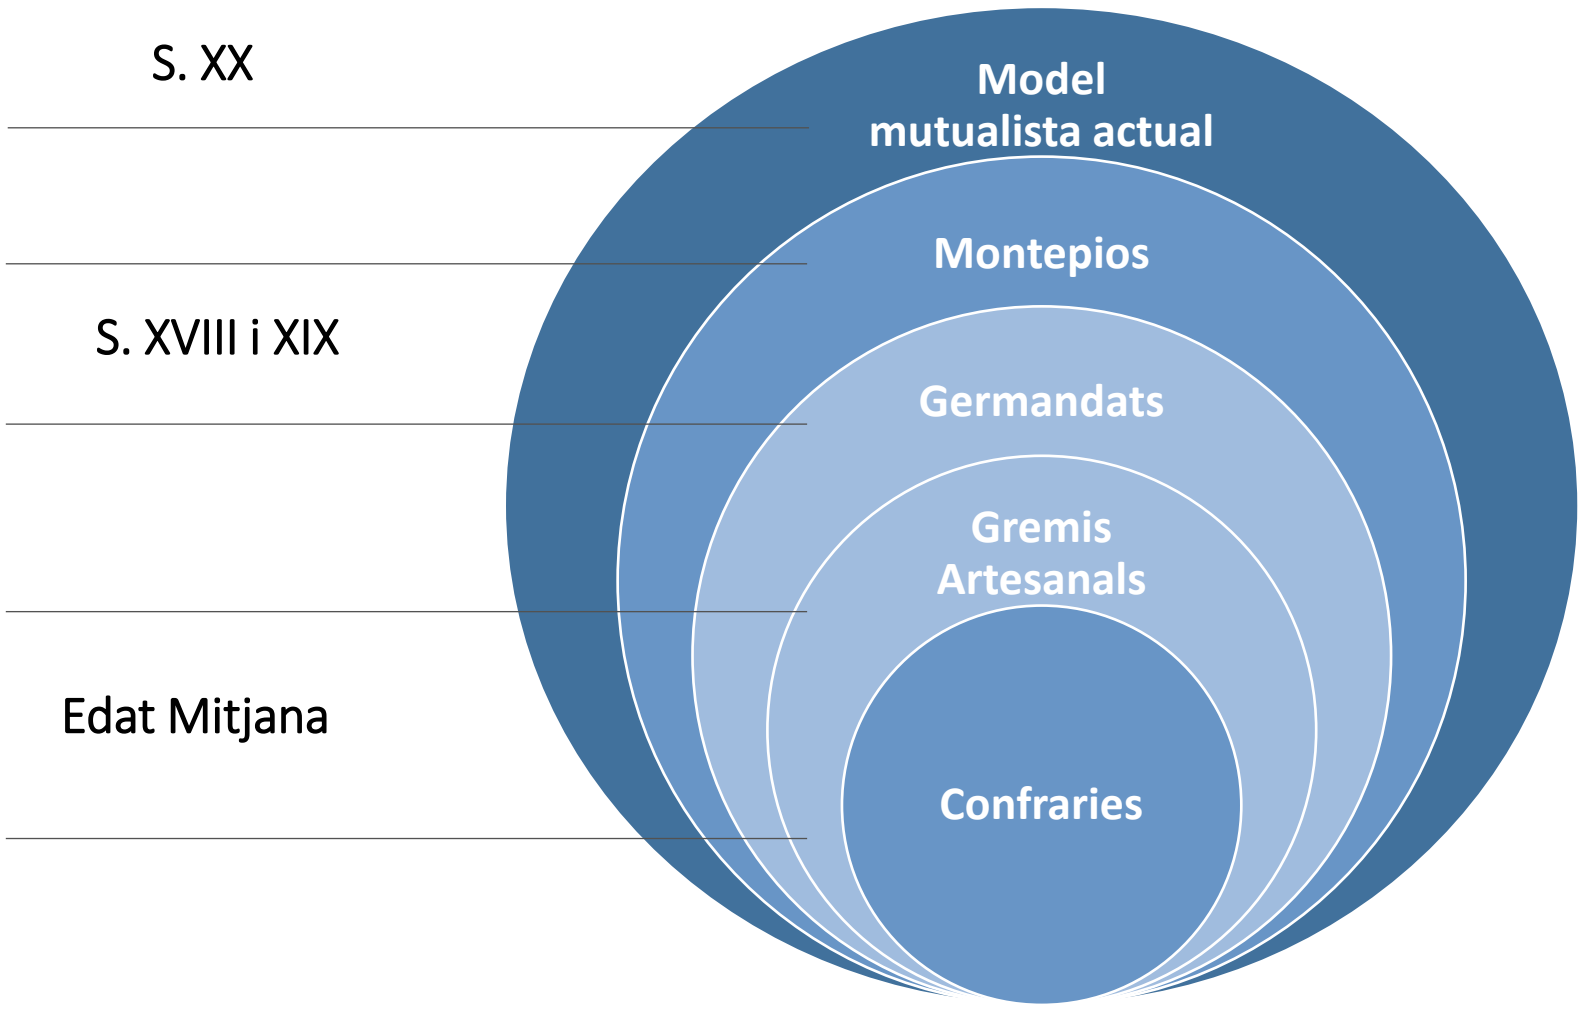 S. XX
Model
mutualista actual
Montepios
S. XVIII i XIX
Germandats
Gremis
Artesanals
Edat Mitjana
Confraries